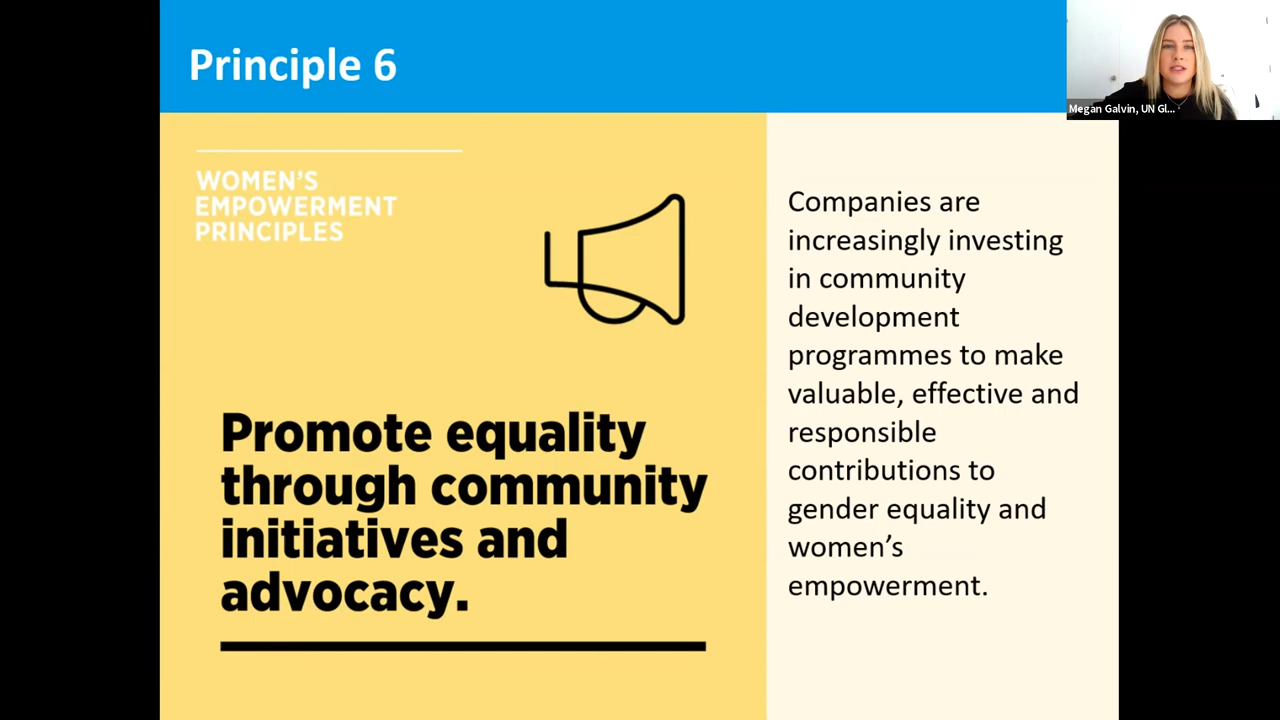 Principle 6
Megan Galvin, UN Gl...
WOMEN'S
EMPOWERMENT
PRINCIPLES
Promote equality
through community
initiatives and
advocacy.
Companies are
increasingly investing
in community
development
programmes to make
valuable, effective and
responsible
contributions to
gender equality and
women's
empowerment.